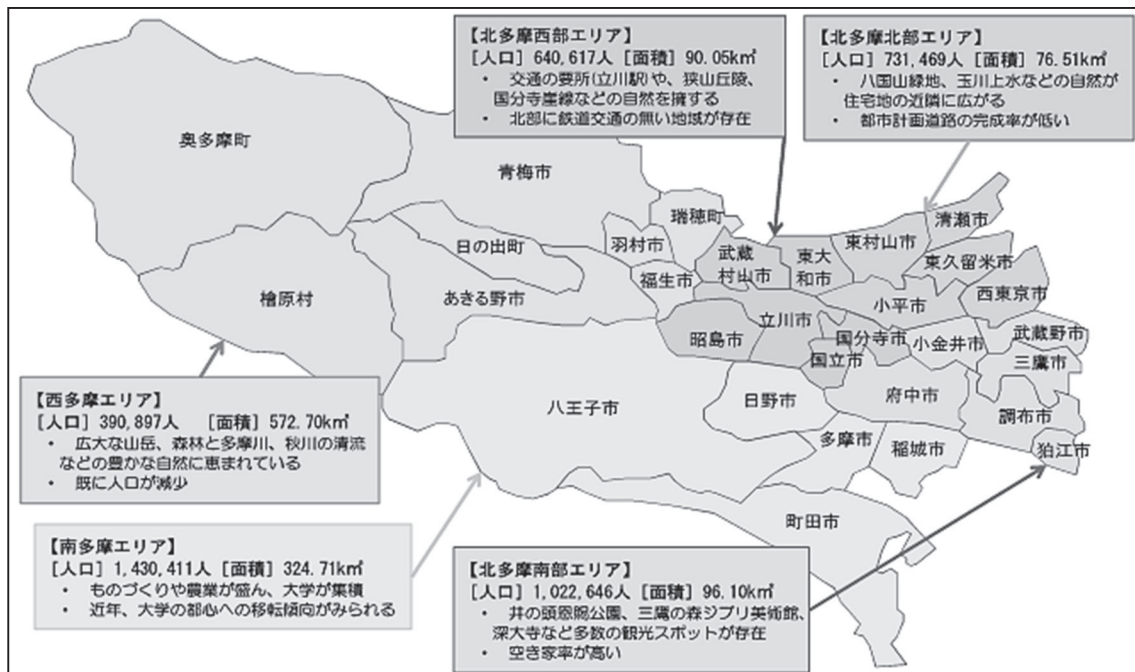 【北多摩西部エリア】
[人口] 640,617人 [面積] 90.05k㎡
・ 交通の要所(立川駅)や、狭山丘陵、
国分寺崖線などの自然を擁する
・ 北部に鉄道交通の無い地域が存在
【北多摩北部エリア】
[人口] 731,469人 [面積] 76.51k㎡
・ 八国山緑地、玉川上水などの自然が
住宅地の近隣に広がる
・ 都市計画道路の完成率が低い
奥多摩町
青梅市
瑞穂町
清瀬市
羽村市
日の出町
武蔵
村山市
東大
和市
東村山市
東久留米市
福生市
檜原村
あきる野市
小平市
西東京市
立川市
昭島市
国分寺市
小金井市
武蔵野市
国立市
三鷹市
八王子市
日野市
府中市
調布市
多摩市
稲城市
狛江市
町田市
【西多摩エリア】
[人口] 390,897人 [面積] 572.70k㎡
・ 広大な山岳、森林と多摩川、秋川の清流
などの豊かな自然に恵まれている
・ 既に人口が減少
【南多摩エリア】
[人口] 1,430,411人 [面積] 324.71k㎡
・ ものづくりや農業が盛ん、大学が集積
・ 近年、大学の都心への移転傾向がみられる
【北多摩南部エリア】
[人口] 1,022,646人 [面積] 96.10k㎡
・ 井の頭恩賜公園、三鷹の森ジブリ美術館、
深大寺など多数の観光スポットが存在
・ 空き家率が高い